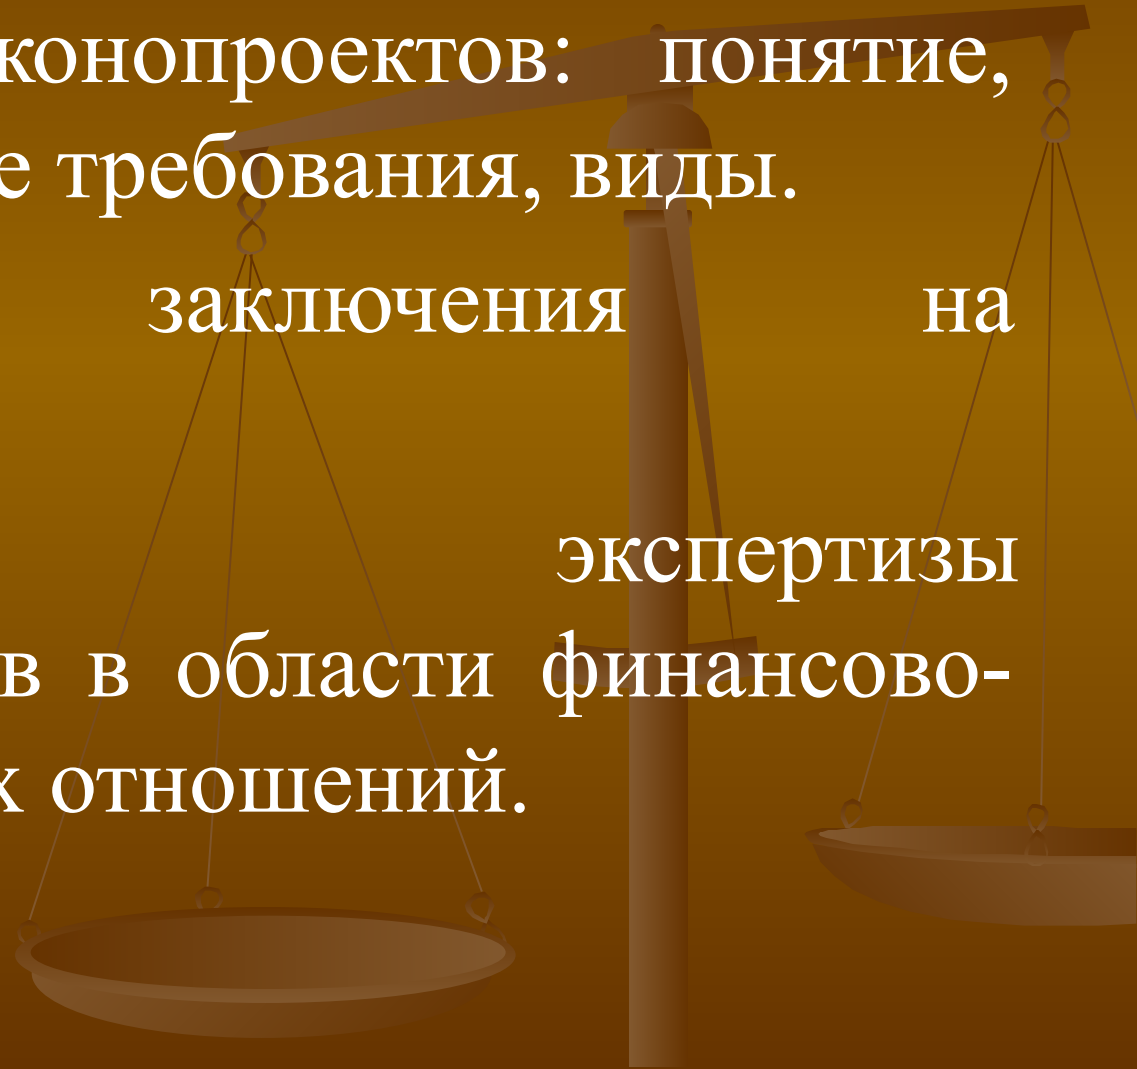 конопроектов: понятие,
е требования, виды.
заключения на
экспертизы
в в области финансово-
х отношений.